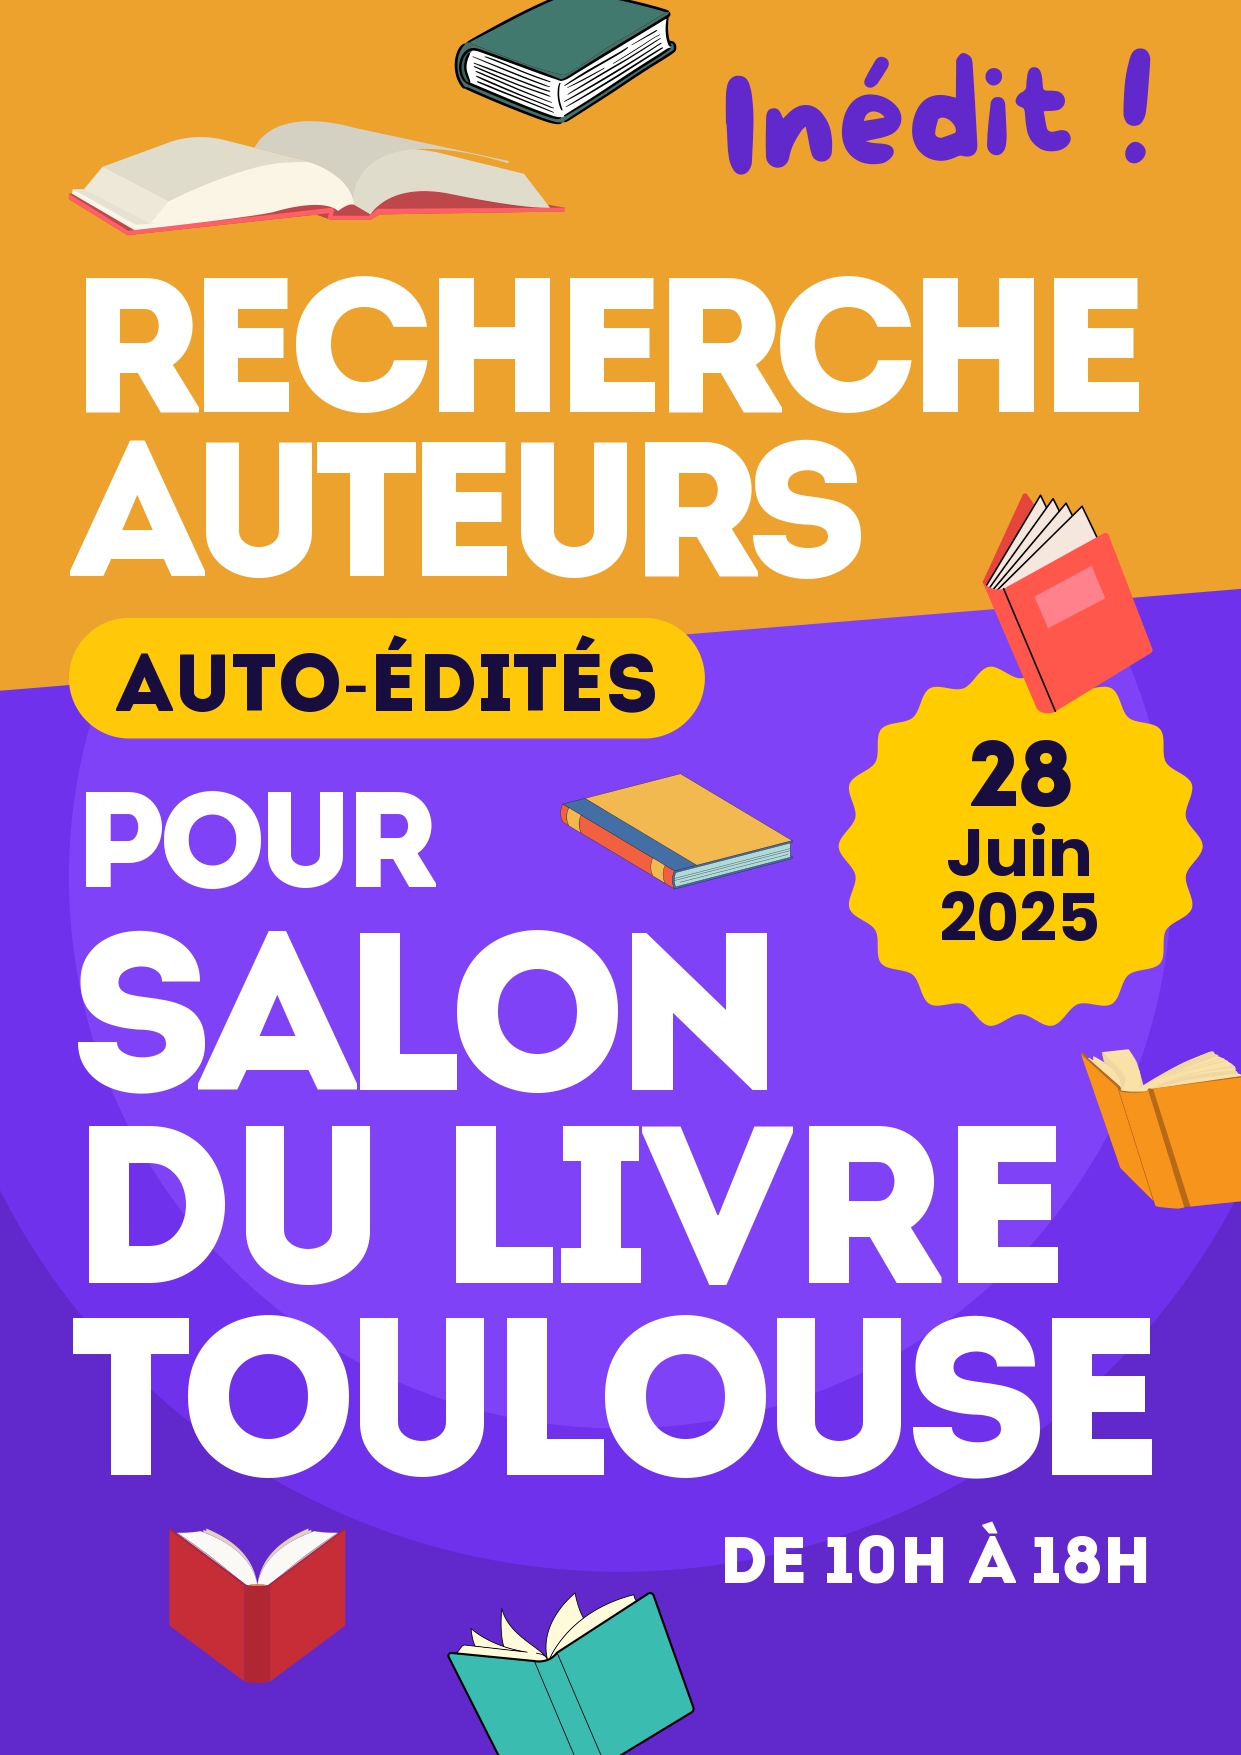 Inédit !
RECHERCHE
AUTEURS
AUTO-ÉDITÉS
POUR
28
Juin
2025
SALON
DU LIVRE
TOULOUSE
DE 10H À 18H